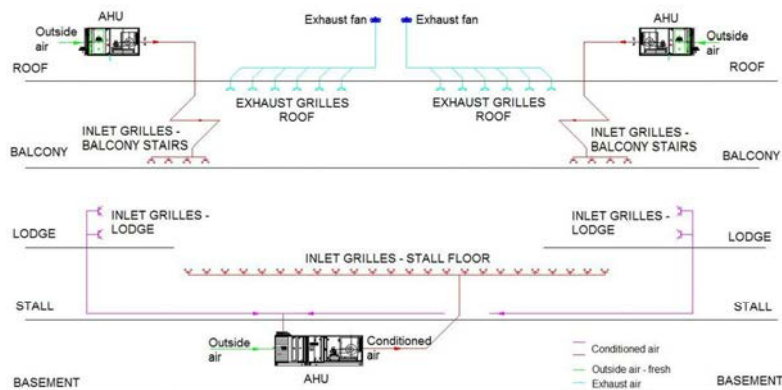 AHU
Exhaust fan
Exhaust fan
AHU
Outside
air
Outside
air
ROOF
ROOF
EXHAUST GRILLES
ROOF
EXHAUST GRILLES
ROOF
INLET GRILLES -
BALCONY STAIRS
INLET GRILLES -
BALCONY STAIRS
BALCONY
BALCONY
INLET GRILLES -
LODGE
INLET GRILLES -
LODGE
LODGE
LODGE
INLET GRILLES - STALL FLOOR
STALL
STALL
Outside
air
Conditioned
air
AHU
Conditioned air
Outside air - fresh
Exhaust air
BASEMENT
BASEMENT